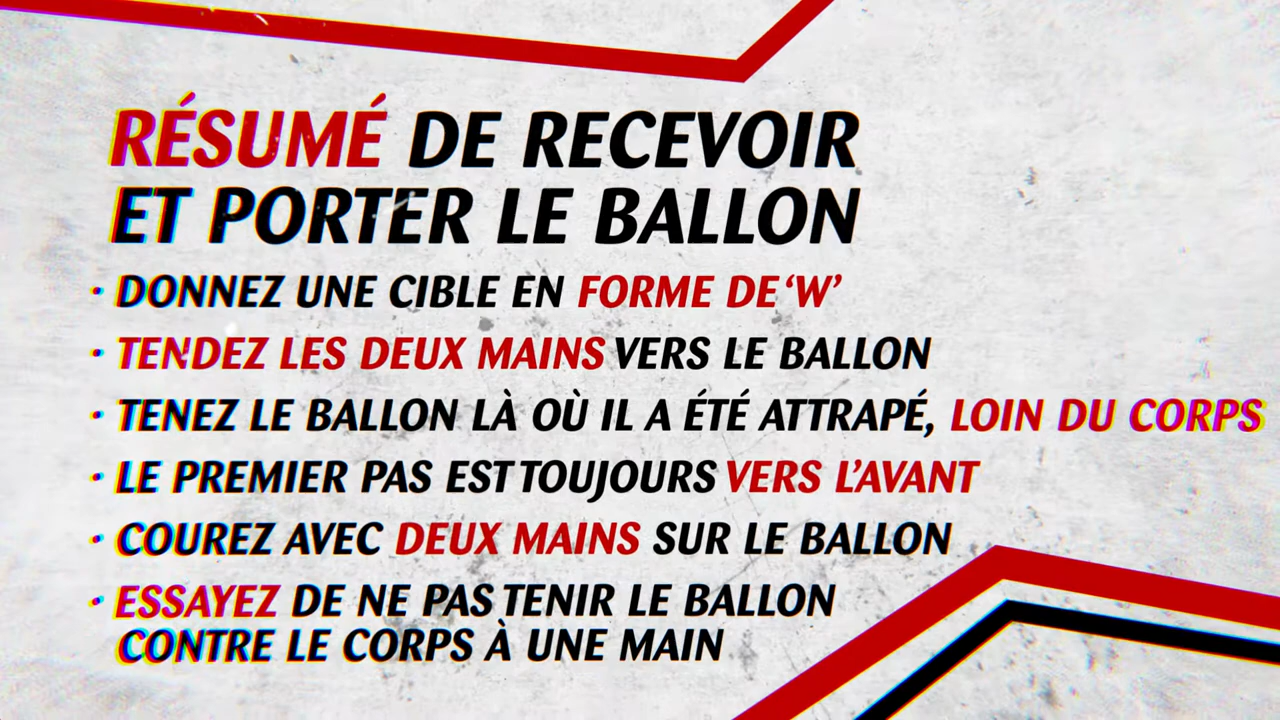 RÉSUMÉ DE RECEVOIR
ET PORTER LE BALLON
· DONNEZ UNE CIBLE EN FORME DE ‘W’
· TENDEZ LES DEUX MAINS VERS LE BALLON
· TENEZ LE BALLON LÀ OÙ IL A ÉTÉ ATTRAPÉ, LOIN DU CORPS
· LE PREMIER PAS EST TOUJOURS VERS L’AVANT
· COUREZ AVEC DEUX MAINS SUR LE BALLON
· ESSAYEZ DE NE PAS TENIR LE BALLON
CONTRE LE CORPS À UNE MAIN